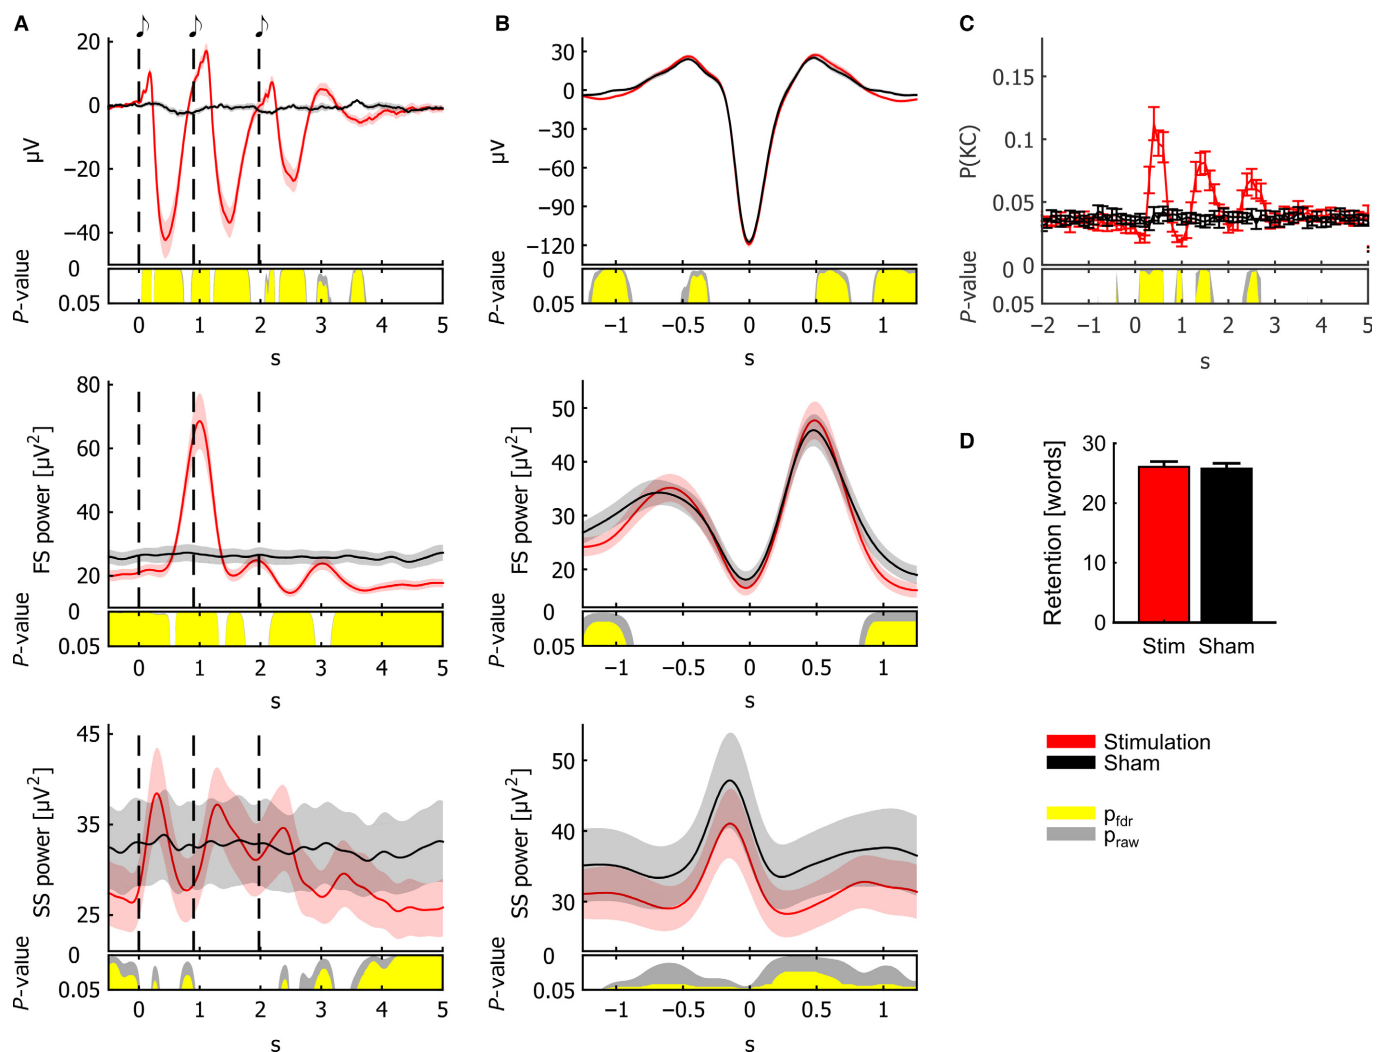 A
♪ ♪ ♪
20
0
−20
−40
µV
0
0.05
P-value
0 1 2 3 4 5
s
80
60
40
20
FS power [µV²]
0
0.05
P-value
0 1 2 3 4 5
s
45
35
25
SS power [µV²]
0
0.05
P-value
0 1 2 3 4 5
s
B
30
0
−30
−60
−90
−120
µV
0
0.05
P-value
−1 −0.5 0 0.5 1
s
50
40
30
20
FS power [µV²]
0
0.05
P-value
−1 −0.5 0 0.5 1
s
50
40
30
SS power [µV²]
0
0.05
P-value
−1 −0.5 0 0.5 1
s
C
0.15
0.1
0.05
0
P(KC)
0.05
P-value
−2 −1 0 1 2 3 4 5
s
D
30
20
10
0
Retention [words]
Stim Sham
Stimulation
Sham
pfdr
praw